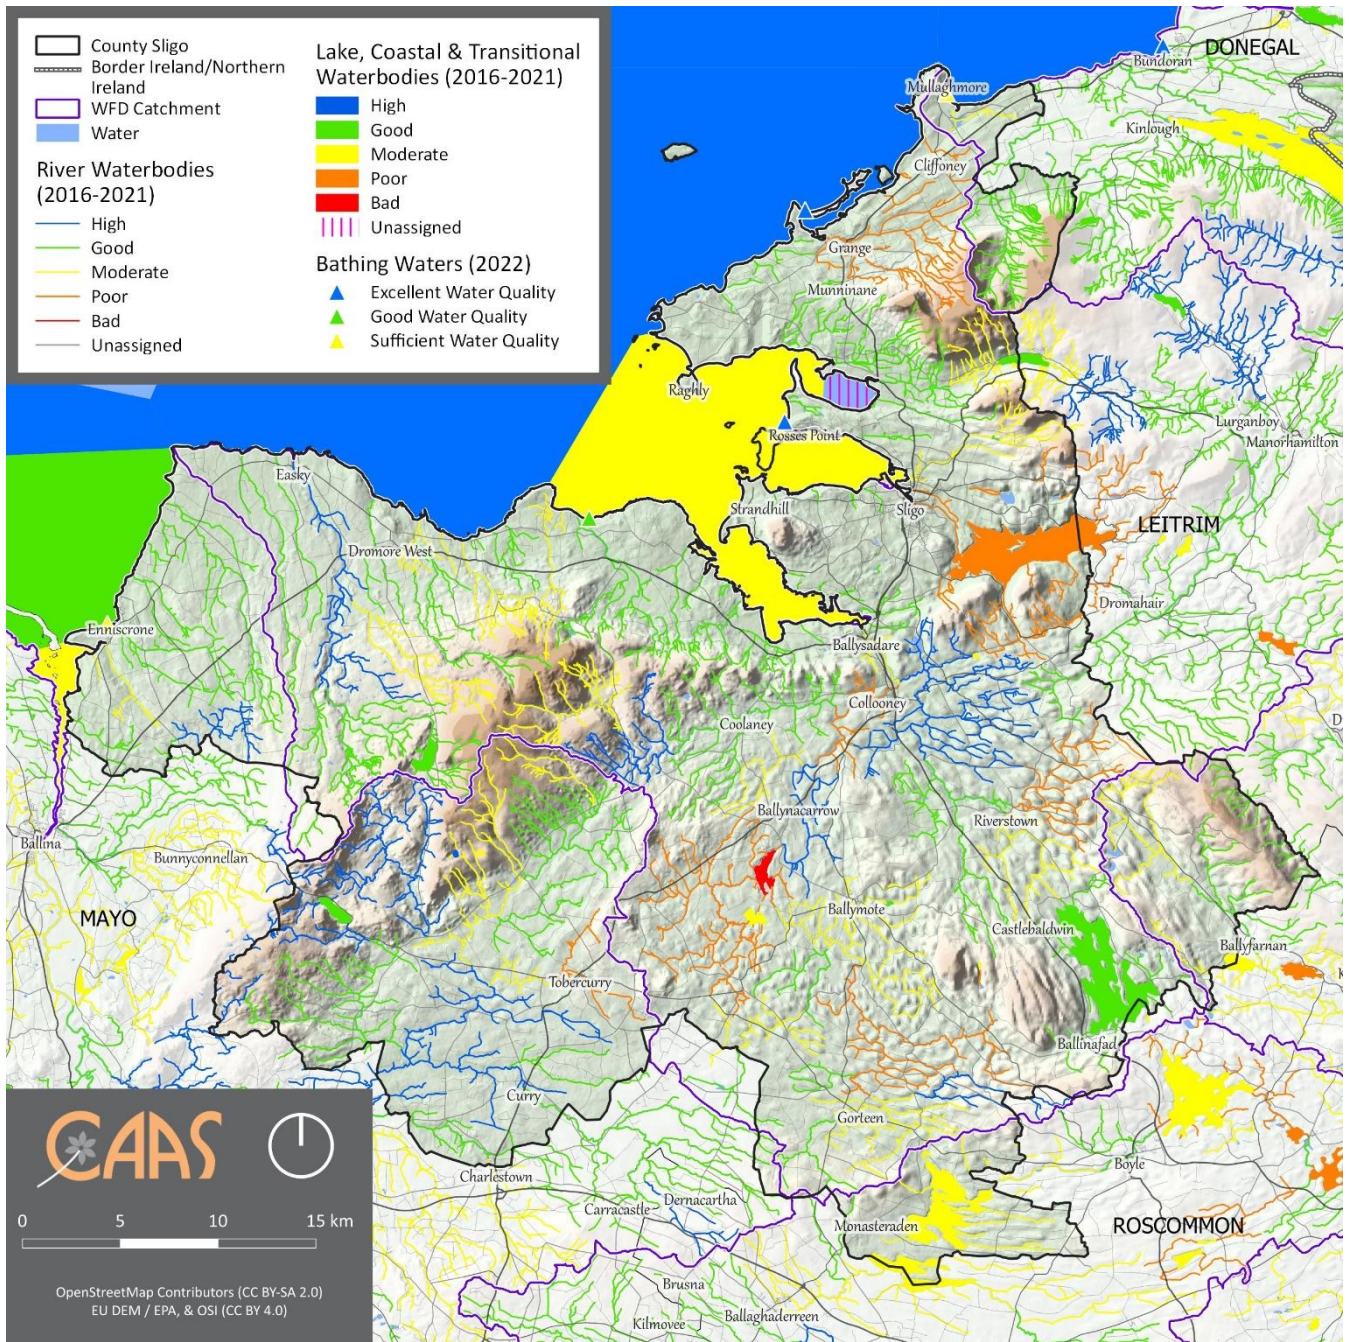 County Sligo
Border Ireland/Northern
Ireland
WFD Catchment
Water
River Waterbodies
(2016-2021)
High
Good
Moderate
Poor
Bad
Unassigned
Lake, Coastal & Transitional
Waterbodies (2016-2021)
High
Good
Moderate
Poor
Bad
Unassigned
Bathing Waters (2022)
Excellent Water Quality
Good Water Quality
Sufficient Water Quality
DONEGAL
Bundoran
Mullaghmore
Kinlough
Cliffoney
Grange
Munninane
Raghly
Lurganboy
Manorhamilton
Rosses Point
Easky
Strandhill
Sligo
LEITRIM
Dromore West
Dromahair
Enniscrone
Ballysadare
Collooney
D
Coolaney
Ballynacarrow
Riverstown
Ballina
Bunnyconnellan
MAYO
Ballymote
Castlebaldwin
Ballyfarnan
K
Tobercurry
Ballinafad
Curry
Gorteen
Boyle
Charlestown
Dernacartha
Carracastle
Monasteraden
ROSCOMMON
Brusna
Ballaghaderreen
Kilmovee
CAAS
0 5 10 15 km
OpenStreetMap Contributors (CC BY-SA 2.0)
EU DEM / EPA, & OSI (CC BY 4.0)